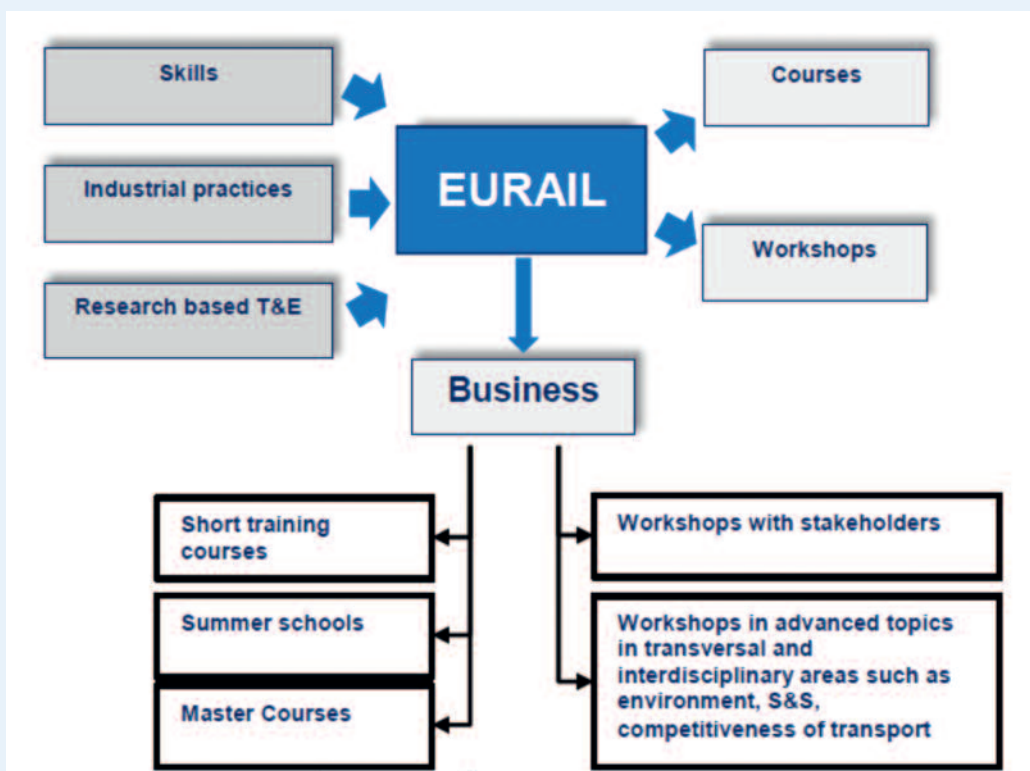 Skills
Courses
Industrial practices
EURAIL
Workshops
Research based T&E
Business
Short training
courses
Summer schools
Master Courses
Workshops with stakeholders
Workshops in advanced topics
in transversal and
interdisciplinary areas such as
environment, S&S,
competitiveness of transport